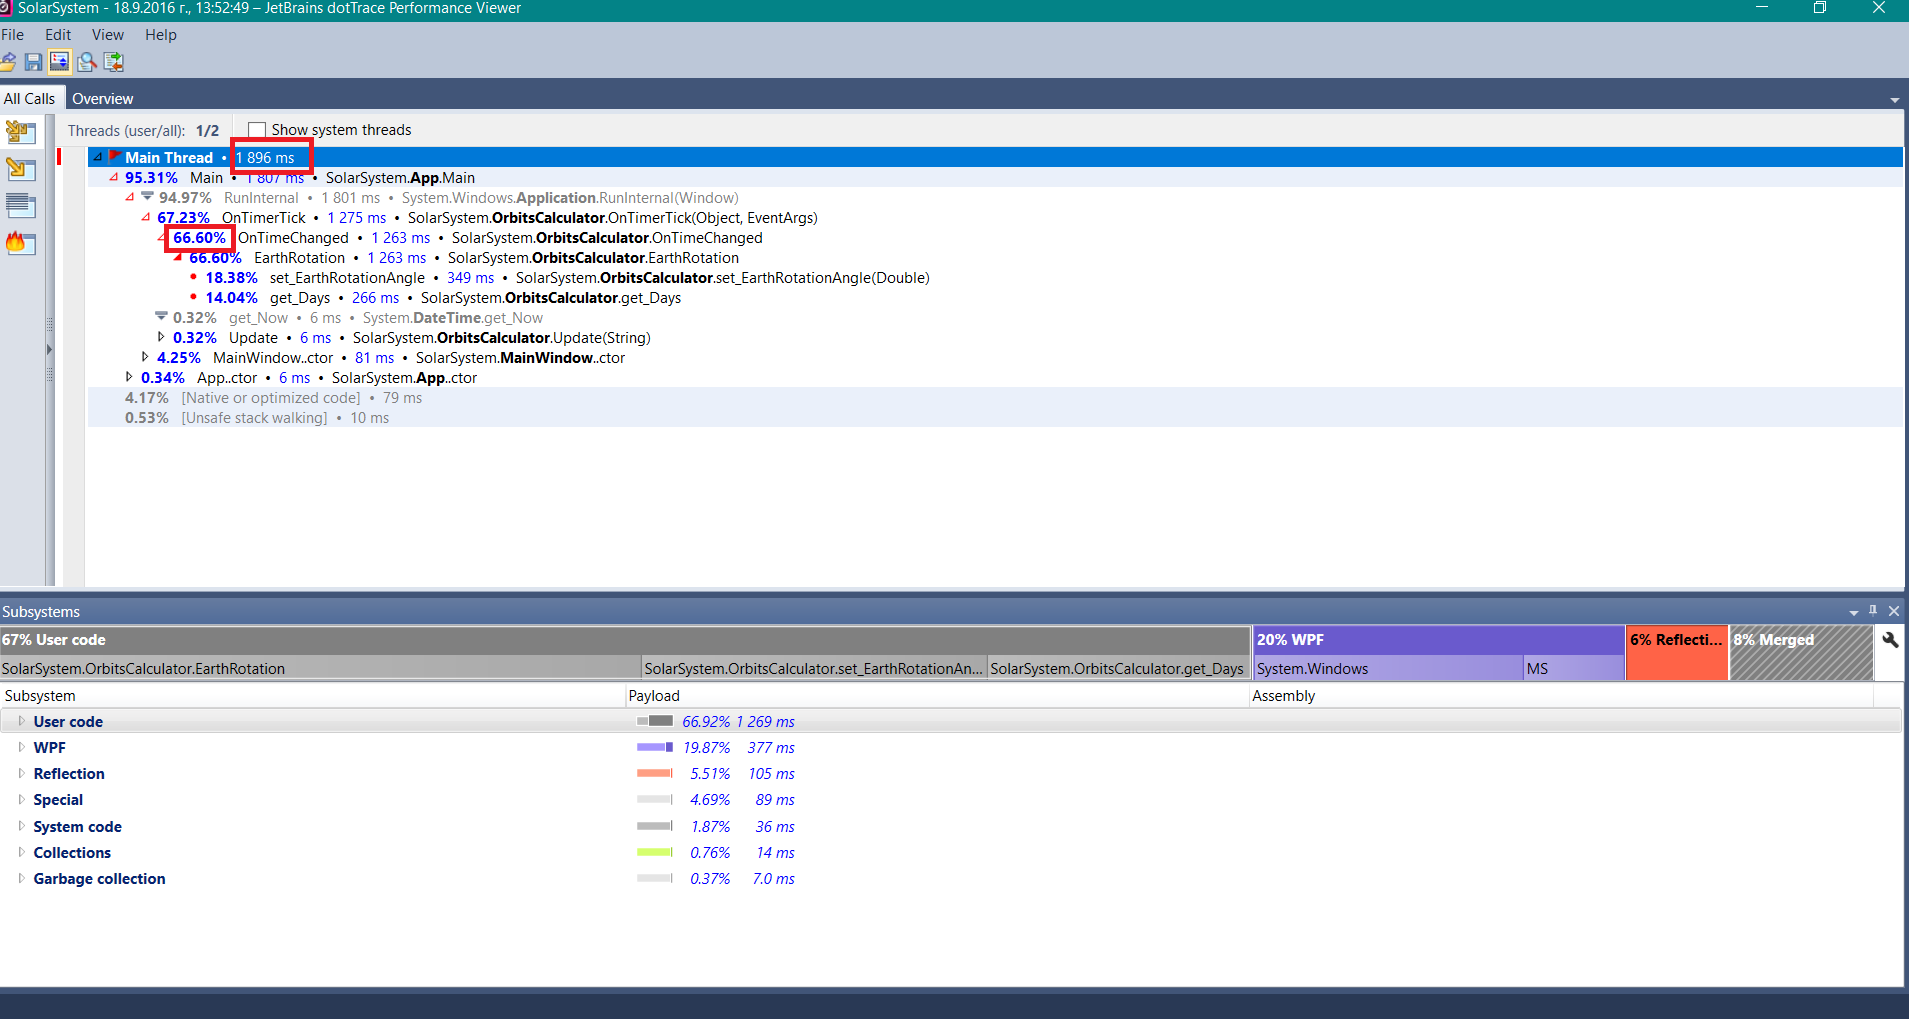 SolarSystem - 18.9.2016 г., 13:52:49 – JetBrains dotTrace Performance Viewer
File Edit View Help
All Calls Overview
Threads (user/all): 1/2 Show system threads
Main Thread • 1 896 ms
95.31% Main • 1 807 ms • SolarSystem.App.Main
94.97% RunInternal • 1 801 ms • System.Windows.Application.RunInternal(Window)
67.23% OnTimerTick • 1 275 ms • SolarSystem.OrbitsCalculator.OnTimerTick(Object, EventArgs)
66.60% OnTimeChanged • 1 263 ms • SolarSystem.OrbitsCalculator.OnTimeChanged
66.60% EarthRotation • 1 263 ms • SolarSystem.OrbitsCalculator.EarthRotation
• 18.38% set_EarthRotationAngle • 349 ms • SolarSystem.OrbitsCalculator.set_EarthRotationAngle(Double)
• 14.04% get_Days • 266 ms • SolarSystem.OrbitsCalculator.get_Days
0.32% get_Now • 6 ms • System.DateTime.get_Now
0.32% Update • 6 ms • SolarSystem.OrbitsCalculator.Update(String)
4.25% MainWindow..ctor • 81 ms • SolarSystem.MainWindow..ctor
0.34% App..ctor • 6 ms • SolarSystem.App..ctor
4.17% [Native or optimized code] • 79 ms
0.53% [Unsafe stack walking] • 10 ms
Subsystems
67% User code 20% WPF 6% Reflecti... 8% Merged
SolarSystem.OrbitsCalculator.EarthRotation SolarSystem.OrbitsCalculator.set_EarthRotationAn... SolarSystem.OrbitsCalculator.get_Days System.Windows MS
Subsystem Payload Assembly
User code 66.92% 1 269 ms
WPF 19.87% 377 ms
Reflection 5.51% 105 ms
Special 4.69% 89 ms
System code 1.87% 36 ms
Collections 0.76% 14 ms
Garbage collection 0.37% 7.0 ms